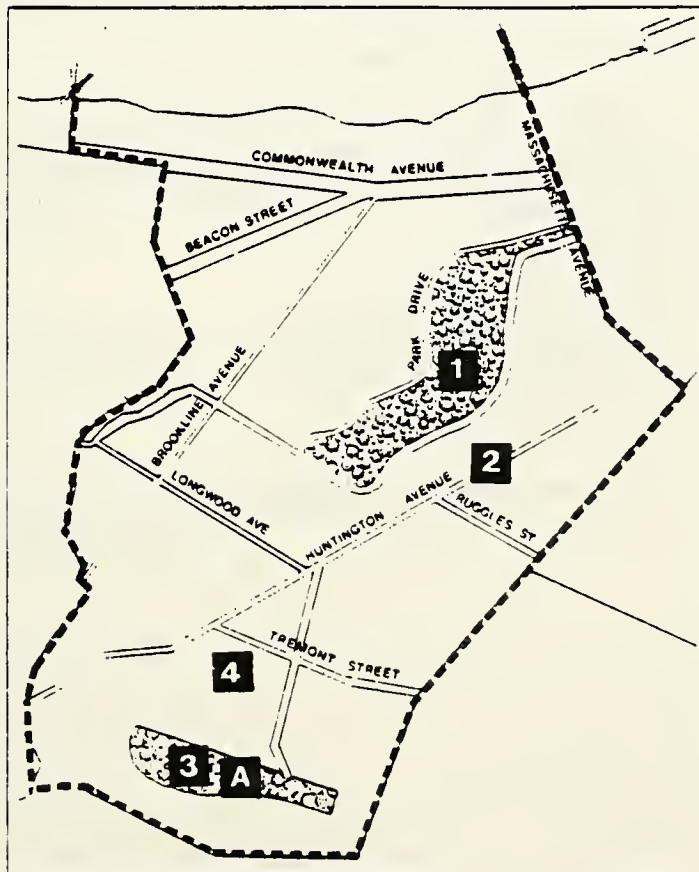 COMMONWEALTH AVENUE
MASSACHUSETTS AVENUE
BEACON STREET
PARK DRIVE
1
BROOKLINE AVENUE
2
LONGWOOD AVE
HUNTINGTON AVENUE
RUGGLES ST
TREMONT STREET
4
3 A